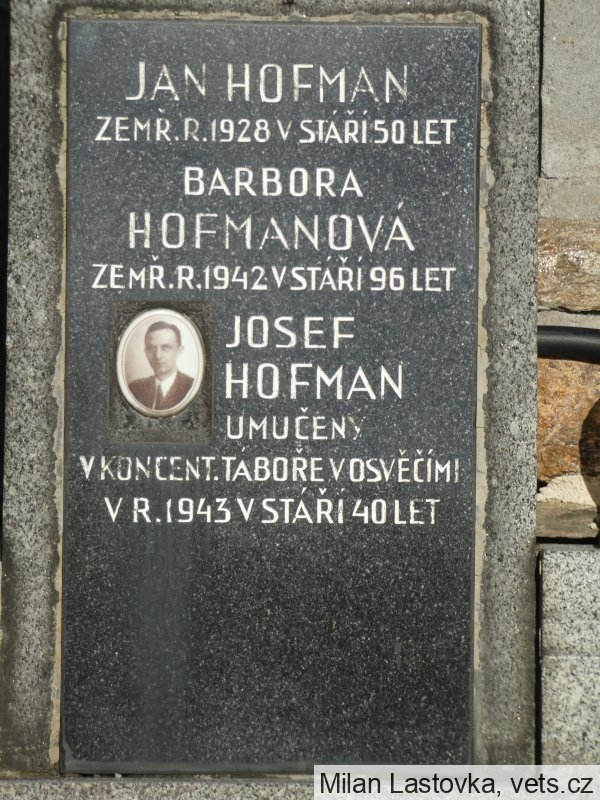 JAN HOFMAN
ZEMŘ. R. 1928 V STÁŘÍ 50 LET
BARBORA
HOFMANOVÁ
ZEMŘ. R. 1942 V STÁŘÍ 96 LET
JOSEF
HOFMAN
UMUČENY
V KONCENT. TÁBOŘE V OSVĚČÍMI
V R. 1943 V STÁŘÍ 40 LET
Milan Lastovka, vets.cz